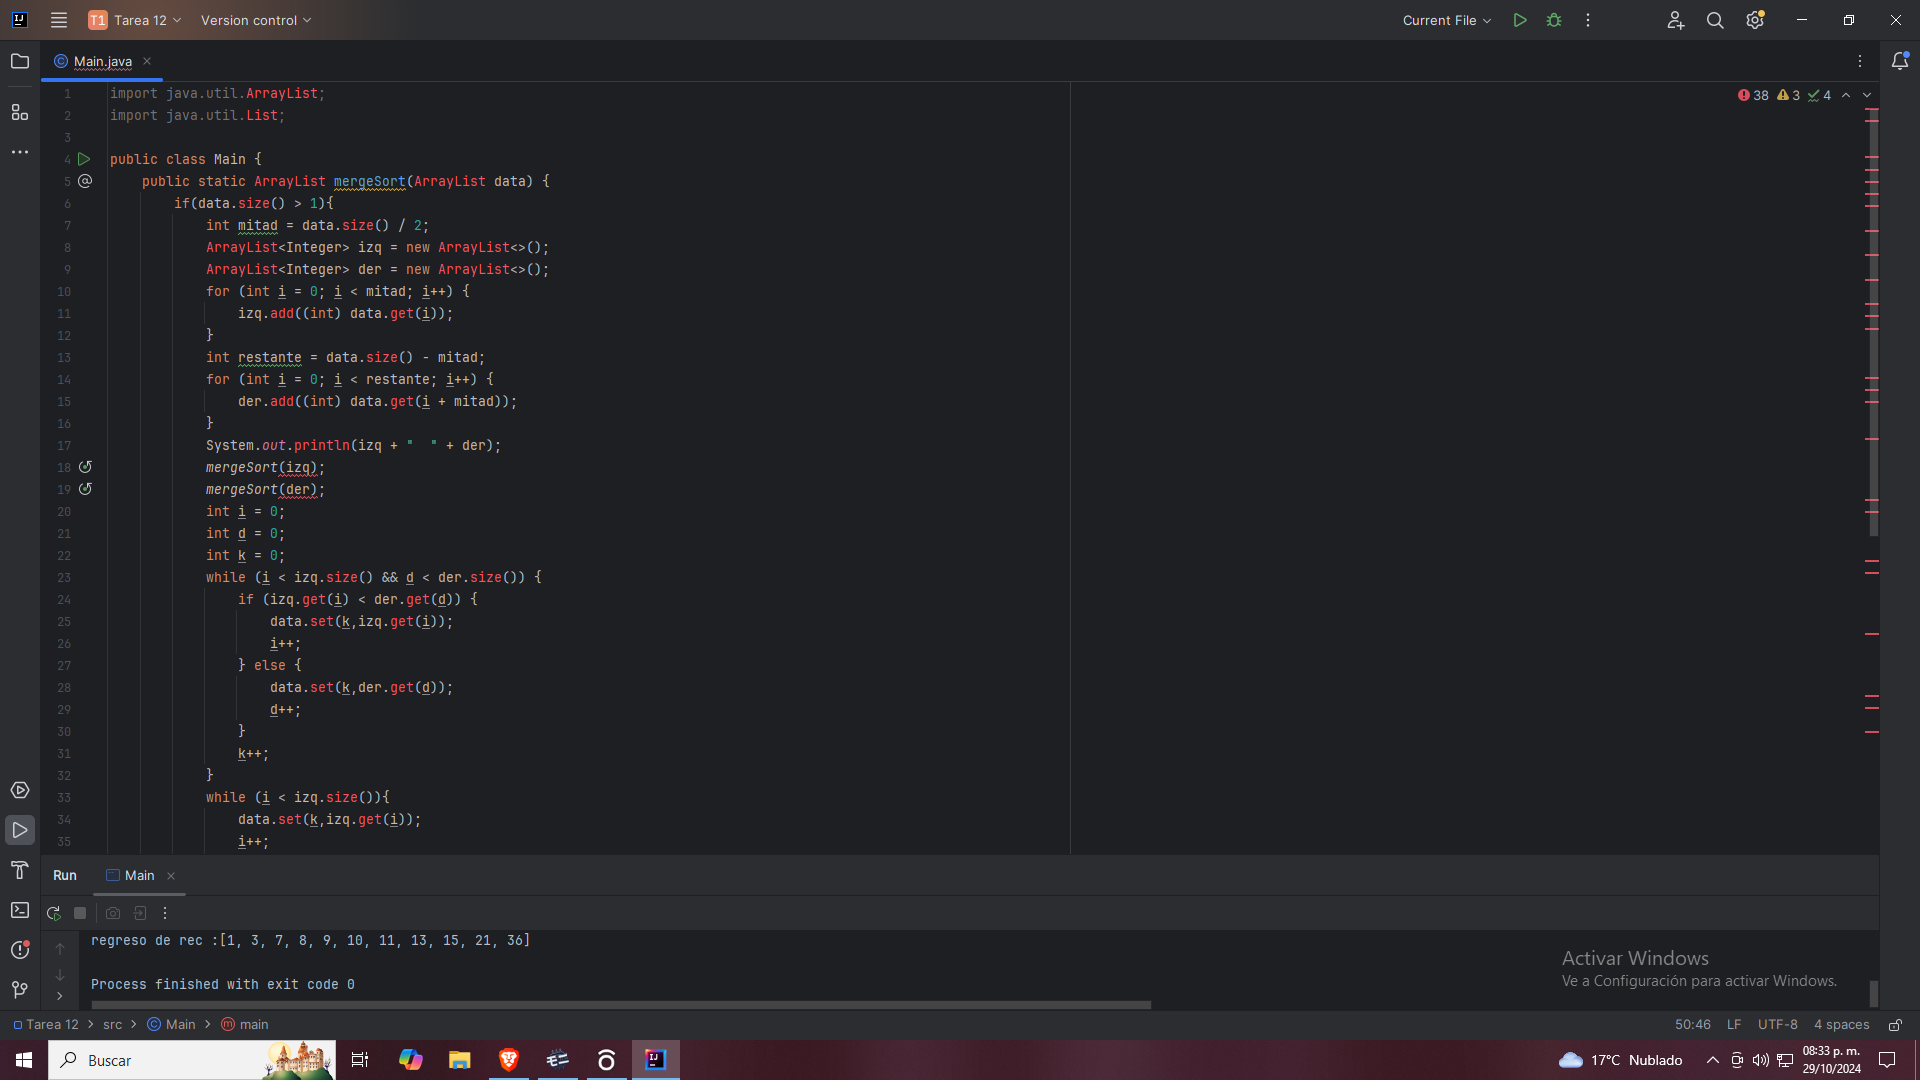 T1 Tarea 12 Version control Current File
Main.java
38 3 4
1 import java.util.ArrayList;
2 import java.util.List;
3
4 public class Main {
5 public static ArrayList mergeSort(ArrayList data) {
6 if(data.size() > 1){
7 int mitad = data.size() / 2;
8 ArrayList<Integer> izq = new ArrayList<>();
9 ArrayList<Integer> der = new ArrayList<>();
10 for (int i = 0; i < mitad; i++) {
11 izq.add((int) data.get(i));
12 }
13 int restante = data.size() - mitad;
14 for (int i = 0; i < restante; i++) {
15 der.add((int) data.get(i + mitad));
16 }
17 System.out.println(izq + "  " + der);
18 mergeSort(izq);
19 mergeSort(der);
20 int i = 0;
21 int d = 0;
22 int k = 0;
23 while (i < izq.size() && d < der.size()) {
24 if (izq.get(i) < der.get(d)) {
25 data.set(k,izq.get(i));
26 i++;
27 } else {
28 data.set(k,der.get(d));
29 d++;
30 }
31 k++;
32 }
33 while (i < izq.size()){
34 data.set(k,izq.get(i));
35 i++;
Run Main
regreso de rec :[1, 3, 7, 8, 9, 10, 11, 13, 15, 21, 36]
Process finished with exit code 0
Activar Windows
Ve a Configuración para activar Windows.
Tarea 12 > src > Main > main 50:46 LF UTF-8 4 spaces
Buscar 17°C Nublado 08:33 p. m.
29/10/2024